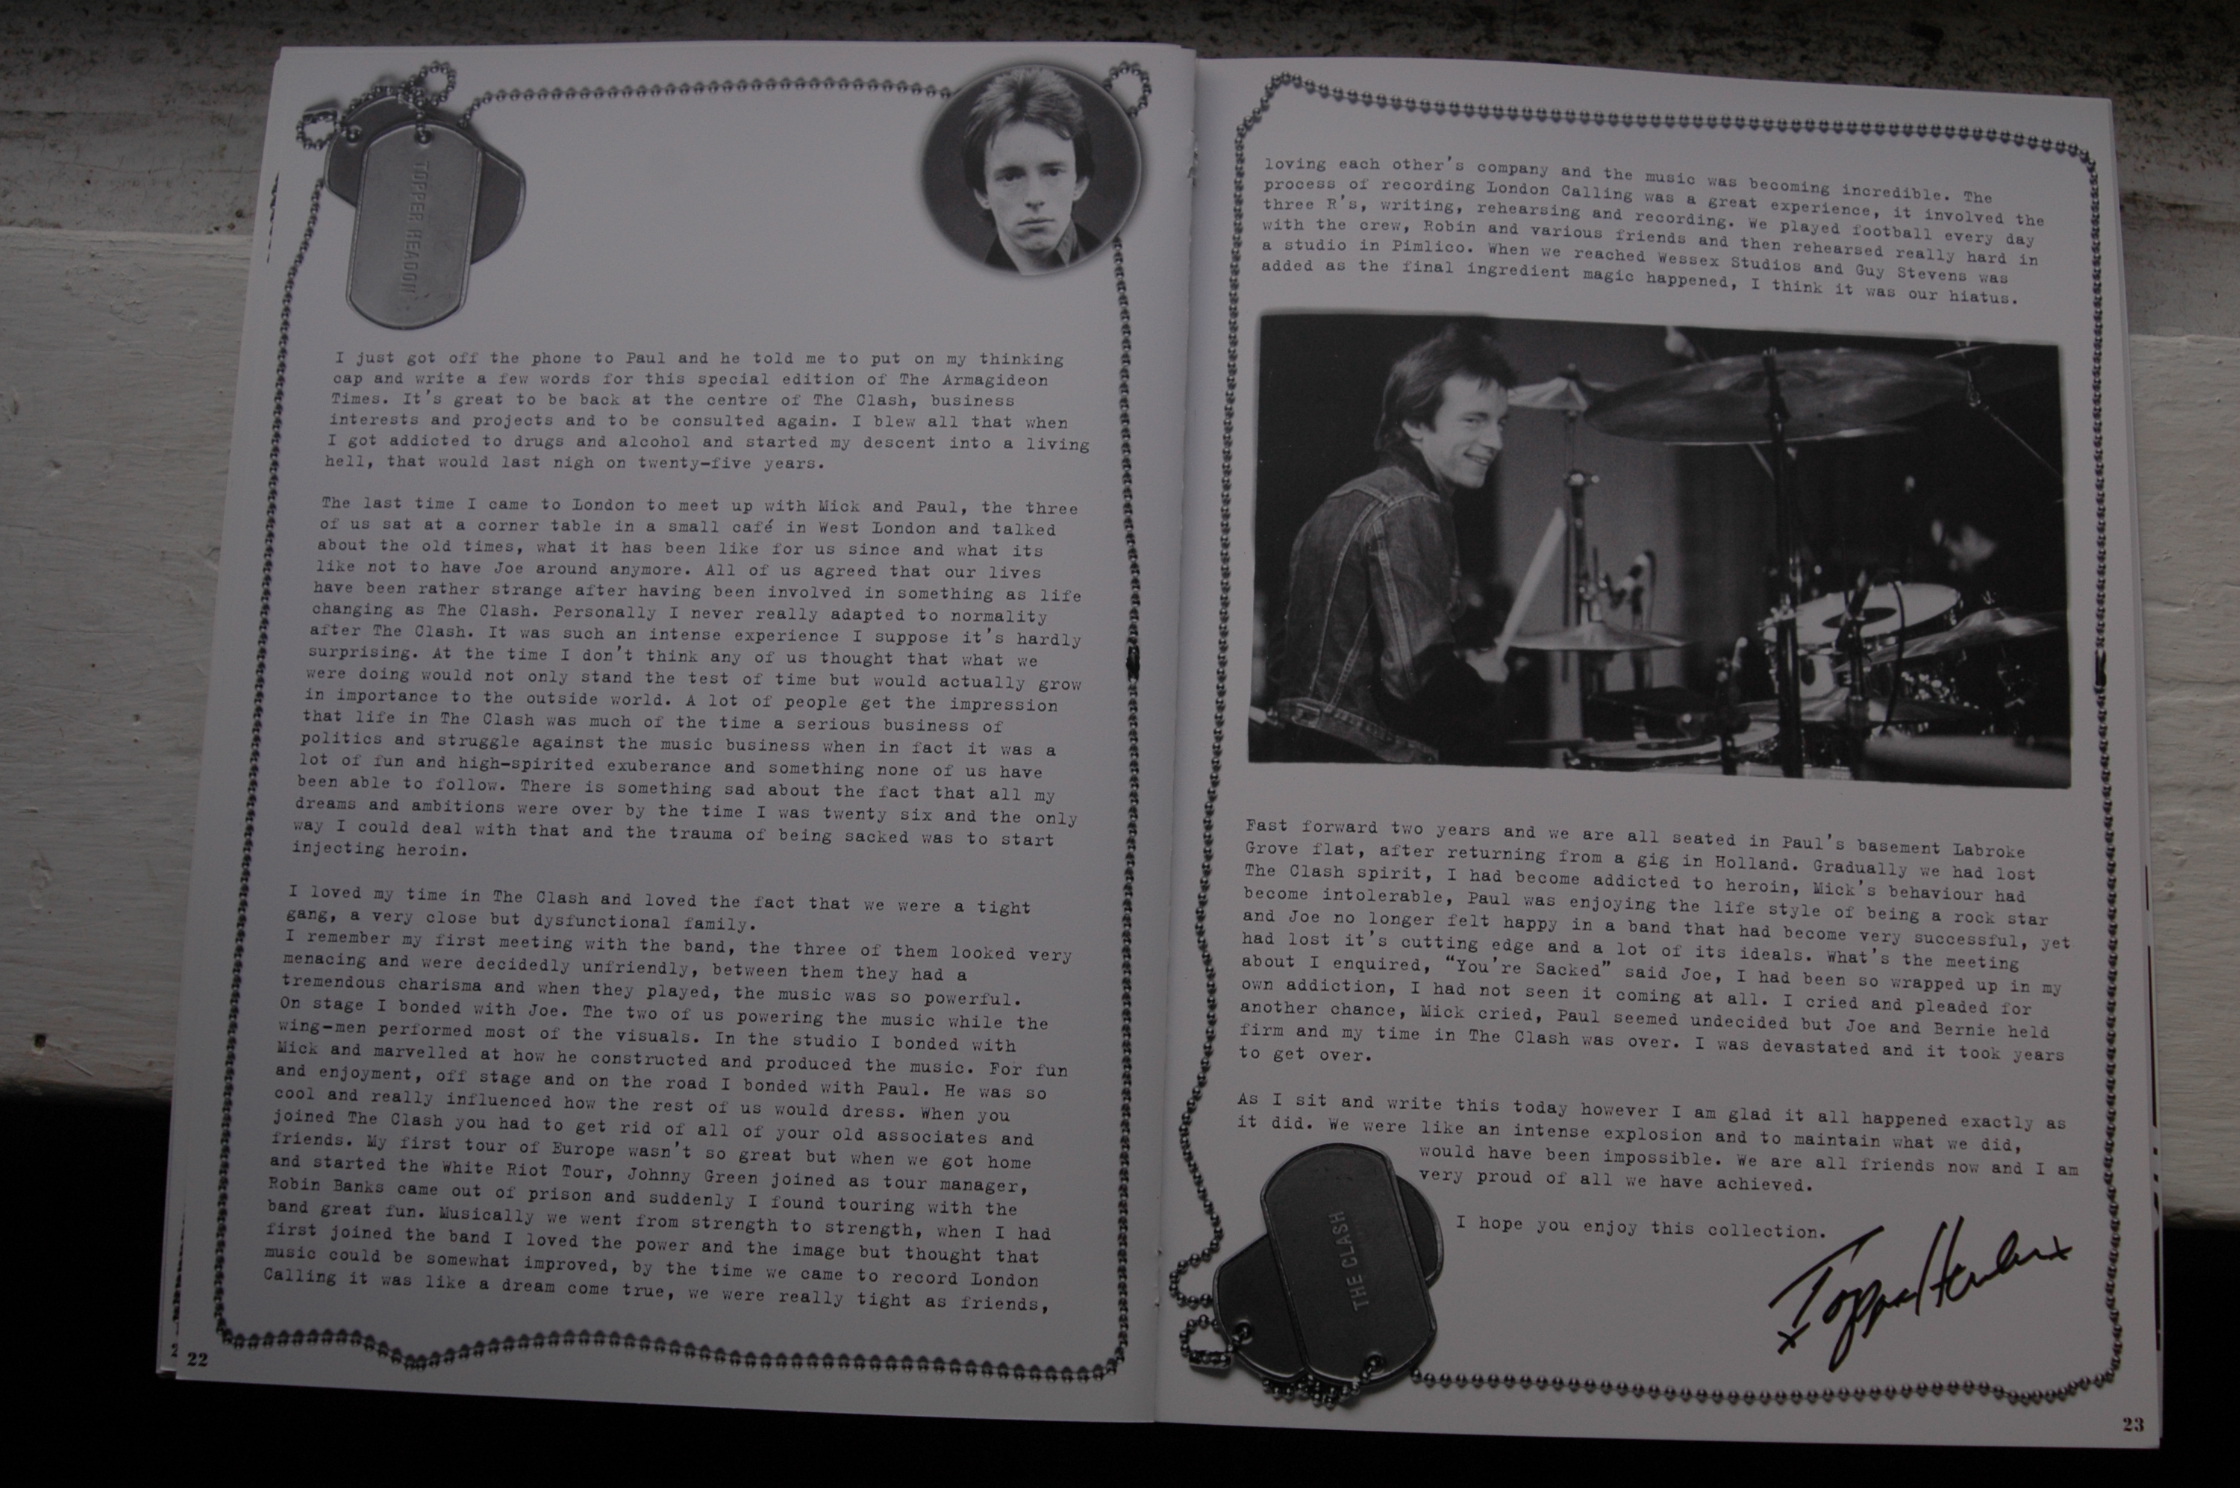 TOPPER HEADON
I just got off the phone to Paul and he told me to put on my thinking
cap and write a few words for this special edition of The Armagideon
Times. It's great to be back at the centre of The Clash, business
interests and projects and to be consulted again. I blew all that when
I got addicted to drugs and alcohol and started my descent into a living
hell, that would last nigh on twenty-five years.
The last time I came to London to meet up with Mick and Paul, the three
of us sat at a corner table in a small café in West London and talked
about the old times, what it has been like for us since and what its
like not to have Joe around anymore. All of us agreed that our lives
have been rather strange after having been involved in something as life
changing as The Clash. Personally I never really adapted to normality
after The Clash. It was such an intense experience I suppose it's hardly
surprising. At the time I don't think any of us thought that what we
were doing would not only stand the test of time but would actually grow
in importance to the outside world. A lot of people get the impression
that life in The Clash was much of the time a serious business of
politics and struggle against the music business when in fact it was a
lot of fun and high-spirited exuberance and something none of us have
been able to follow. There is something sad about the fact that all my
dreams and ambitions were over by the time I was twenty six and the only
way I could deal with that and the trauma of being sacked was to start
injecting heroin.
I loved my time in The Clash and loved the fact that we were a tight
gang, a very close but dysfunctional family.
I remember my first meeting with the band, the three of them looked very
menacing and were decidedly unfriendly, between them they had a
tremendous charisma and when they played, the music was so powerful.
On stage I bonded with Joe. The two of us powering the music while the
wing-men performed most of the visuals. In the studio I bonded with
Mick and marvelled at how he constructed and produced the music. For fun
and enjoyment, off stage and on the road I bonded with Paul. He was so
cool and really influenced how the rest of us would dress. When you
joined The Clash you had to get rid of all of your old associates and
friends. My first tour of Europe wasn't so great but when we got home
and started the White Riot Tour, Johnny Green joined as tour manager,
Robin Banks came out of prison and suddenly I found touring with the
band great fun. Musically we went from strength to strength, when I had
first joined the band I loved the power and the image but thought that
music could be somewhat improved, by the time we came to record London
Calling it was like a dream come true, we were really tight as friends,
22
loving each other's company and the music was becoming incredible. The
process of recording London Calling was a great experience, it involved the
three R's, writing, rehearsing and recording. We played football every day
with the crew, Robin and various friends and then rehearsed really hard in
a studio in Pimlico. When we reached Wessex Studios and Guy Stevens was
added as the final ingredient magic happened, I think it was our hiatus.
Fast forward two years and we are all seated in Paul's basement Labroke
Grove flat, after returning from a gig in Holland. Gradually we had lost
The Clash spirit, I had become addicted to heroin, Mick's behaviour had
become intolerable, Paul was enjoying the life style of being a rock star
and Joe no longer felt happy in a band that had become very successful, yet
had lost it's cutting edge and a lot of its ideals. What's the meeting
about I enquired, “You're Sacked” said Joe, I had been so wrapped up in my
own addiction, I had not seen it coming at all. I cried and pleaded for
another chance, Mick cried, Paul seemed undecided but Joe and Bernie held
firm and my time in The Clash was over. I was devastated and it took years
to get over.
As I sit and write this today however I am glad it all happened exactly as
it did. We were like an intense explosion and to maintain what we did,
would have been impossible. We are all friends now and I am
very proud of all we have achieved.
I hope you enjoy this collection.
Topper Headon x
THE CLASH
23